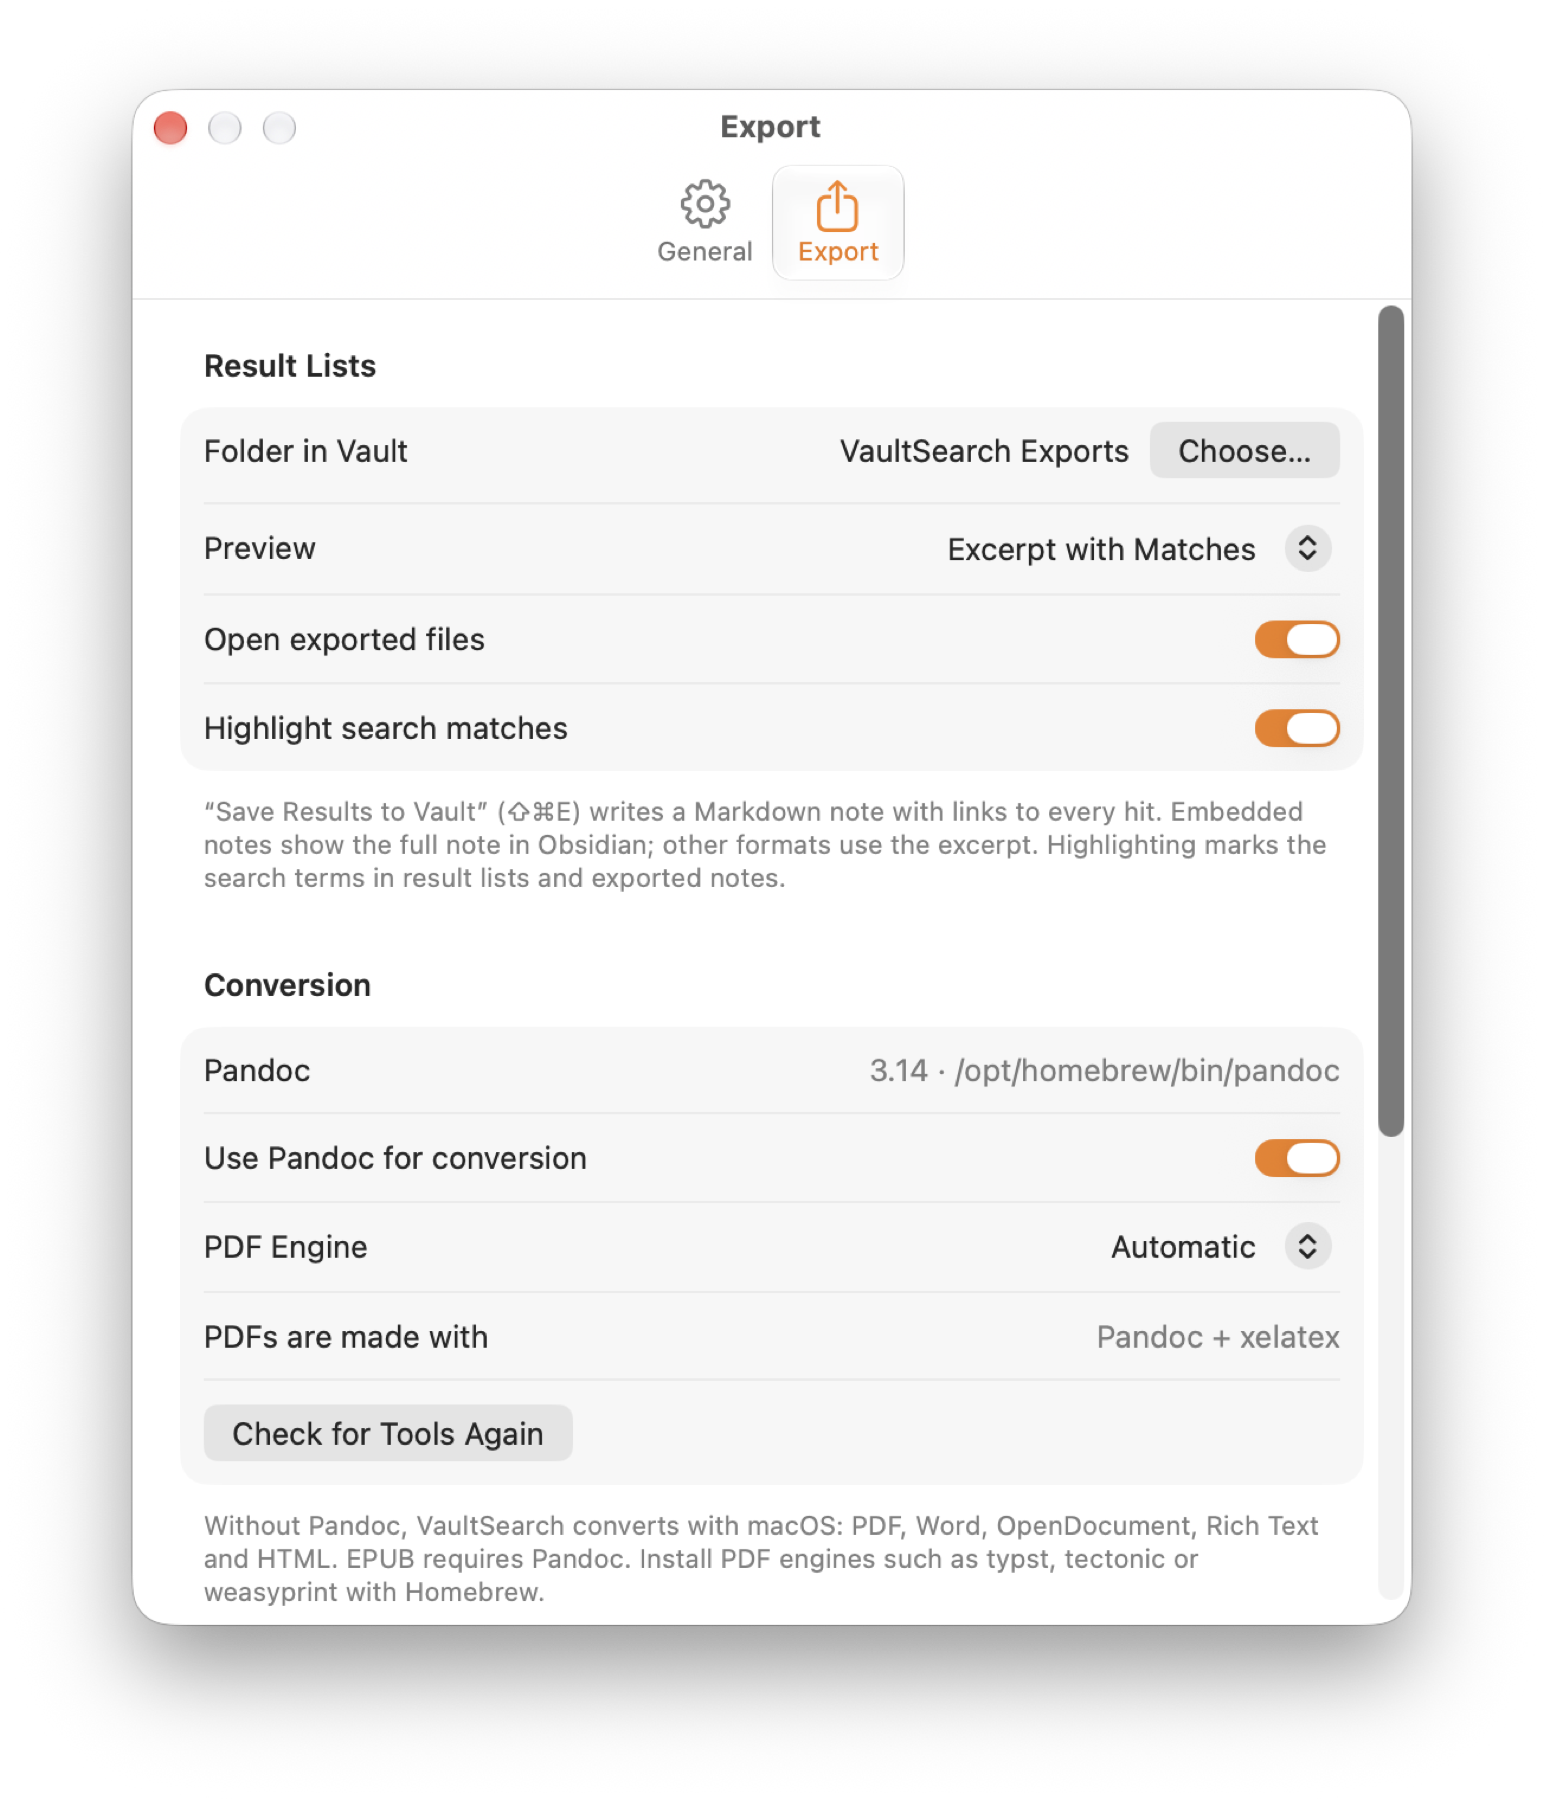 Export
General
Export
Result Lists
Folder in Vault VaultSearch Exports Choose...
Preview Excerpt with Matches
Open exported files
Highlight search matches
“Save Results to Vault” (⇧⌘E) writes a Markdown note with links to every hit. Embedded
notes show the full note in Obsidian; other formats use the excerpt. Highlighting marks the
search terms in result lists and exported notes.
Conversion
Pandoc 3.14 · /opt/homebrew/bin/pandoc
Use Pandoc for conversion
PDF Engine Automatic
PDFs are made with Pandoc + xelatex
Check for Tools Again
Without Pandoc, VaultSearch converts with macOS: PDF, Word, OpenDocument, Rich Text
and HTML. EPUB requires Pandoc. Install PDF engines such as typst, tectonic or
weasyprint with Homebrew.